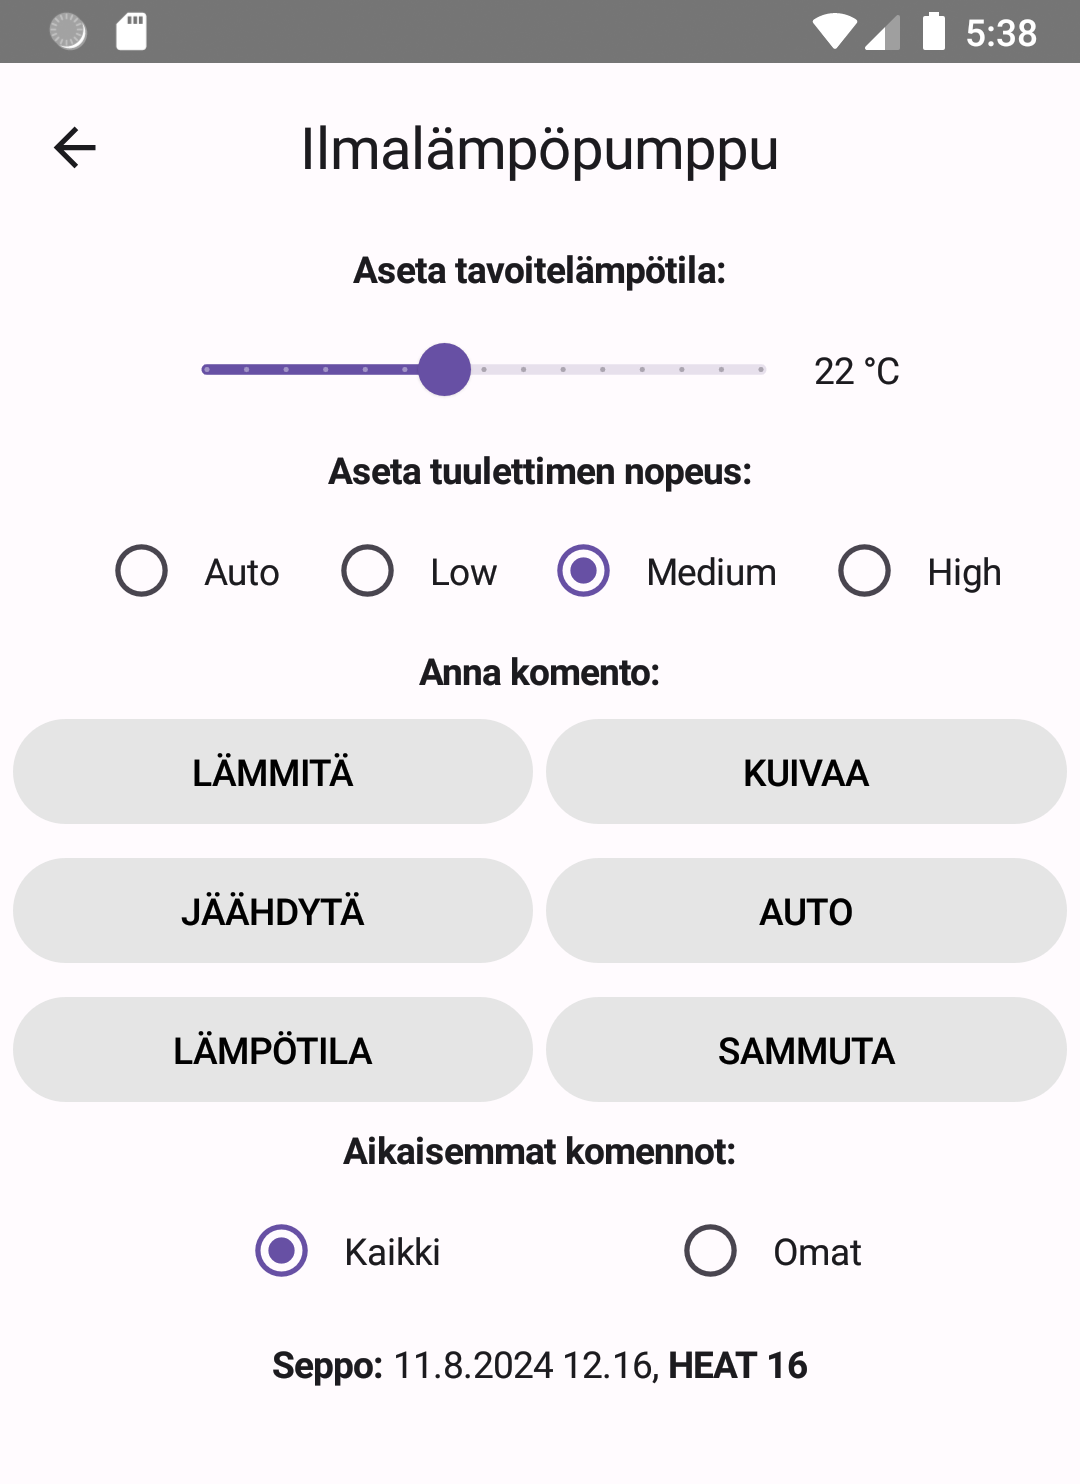 5:38
Ilmalämpöpumppu
Aseta tavoitelämpötila:
22 °C
Aseta tuulettimen nopeus:
Auto Low Medium High
Anna komento:
LÄMMITÄ KUIVAA
JÄÄHDYTÄ AUTO
LÄMPÖTILA SAMMUTA
Aikaisemmat komennot:
Kaikki Omat
Seppo: 11.8.2024 12.16, HEAT 16